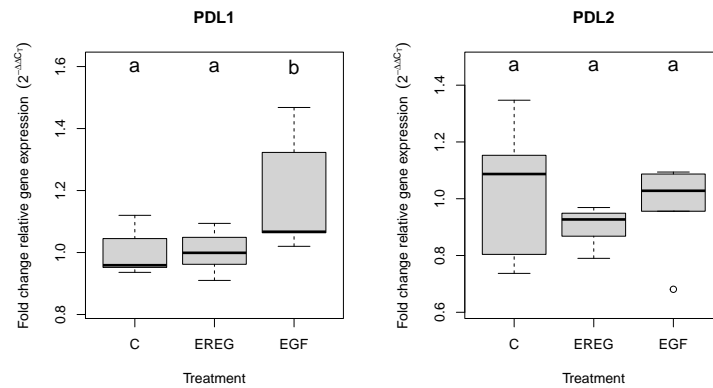 PDL1
Fold change relative gene expression (2^−ΔΔCT)
1.6
1.4
1.2
1.0
0.8
a a b
C EREG EGF
Treatment
PDL2
Fold change relative gene expression (2^−ΔΔCT)
1.4
1.2
1.0
0.8
0.6
a a a
C EREG EGF
Treatment